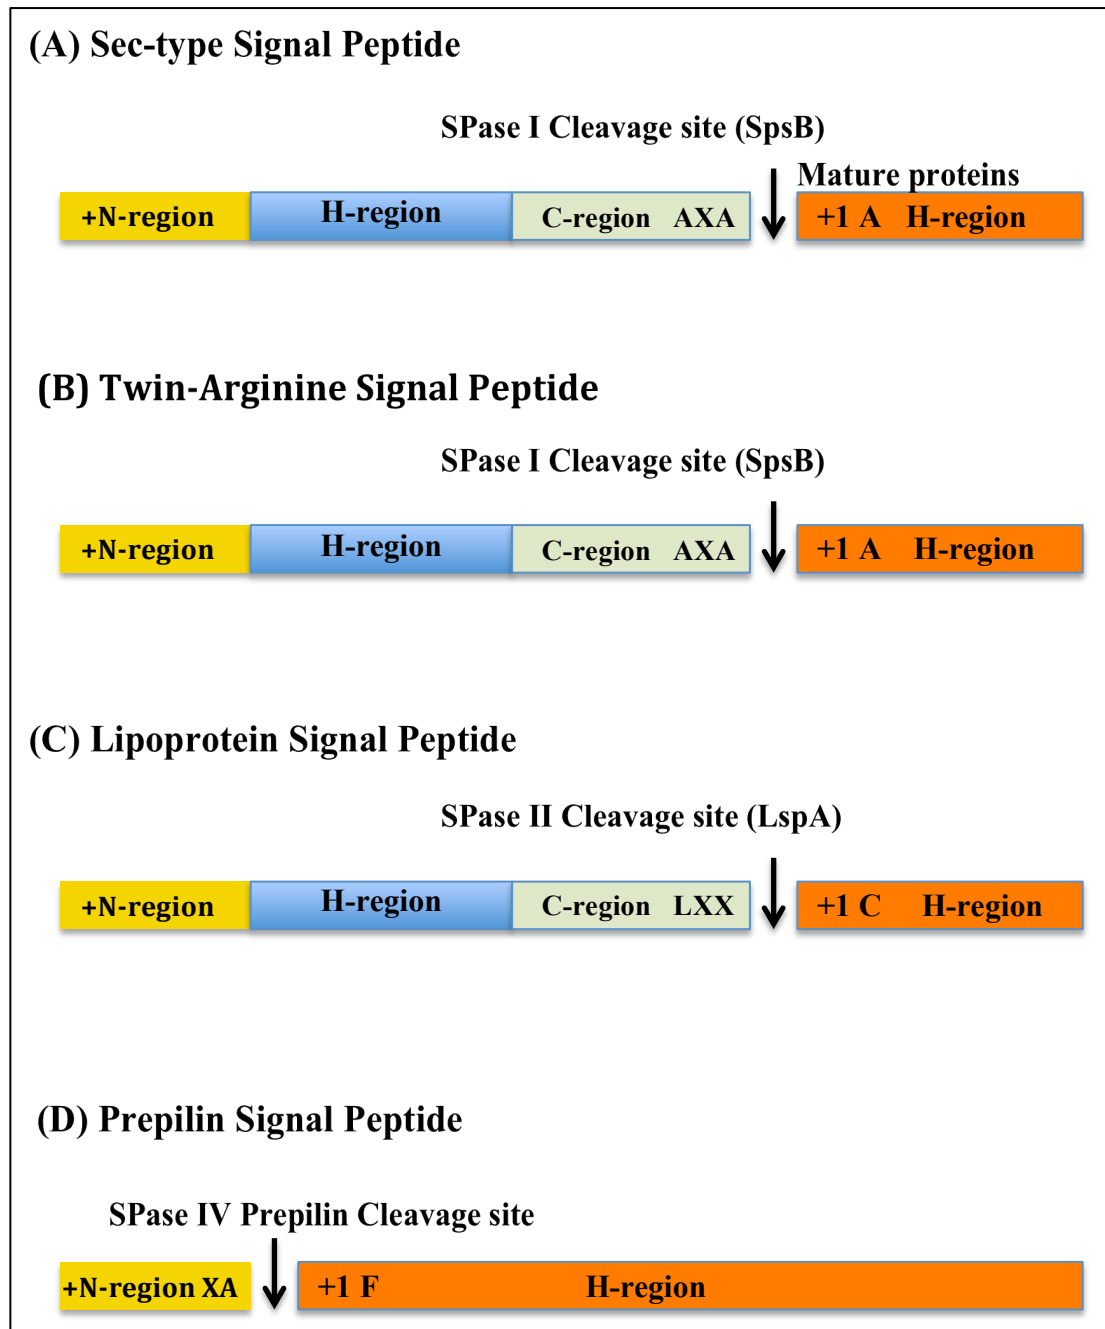 (A) Sec-type Signal Peptide
SPase I Cleavage site (SpsB)
Mature proteins
+N-region H-region C-region AXA +1 A H-region
(B) Twin-Arginine Signal Peptide
SPase I Cleavage site (SpsB)
+N-region H-region C-region AXA +1 A H-region
(C) Lipoprotein Signal Peptide
SPase II Cleavage site (LspA)
+N-region H-region C-region LXX +1 C H-region
(D) Prepilin Signal Peptide
SPase IV Prepilin Cleavage site
+N-region XA +1 F H-region